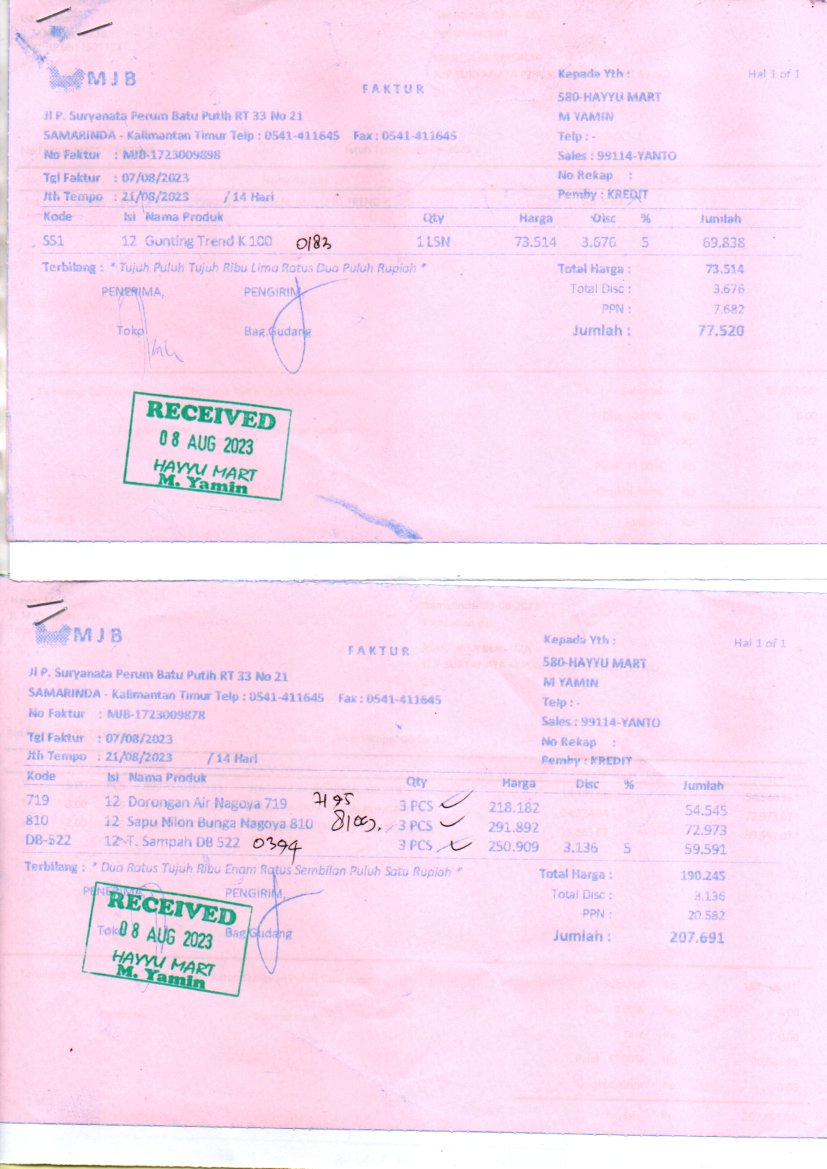 MJB
FAKTUR
Kepada Yth :
Hal 1 of 1
580-HAYYU MART
Jl P. Suryanata Perum Batu Putih RT 33 No 21
M YAMIN
SAMARINDA - Kalimantan Timur Telp : 0541-411645 Fax : 0541-411645
Telp : -
No Faktur : MJB-1723009898
Sales : 99114-YANTO
Tgl Faktur : 07/08/2023
No Rekap :
Jth Tempo : 21/08/2023 / 14 Hari
Pemby : KREDIT
Kode Isi Nama Produk Qty Harga Disc % Jumlah
SS1 12 Gunting Trend K 100 0183 1 LSN 73.514 3.676 5 69.838
Terbilang : * Tujuh Puluh Tujuh Ribu Lima Ratus Dua Puluh Rupiah *
Total Harga : 73.514
PENERIMA, PENGIRIM,
Total Disc : 3.676
PPN : 7.682
Toko Bag.Gudang
Jumlah : 77.520
RECEIVED
08 AUG 2023
HAYYU MART
M. Yamin
MJB
FAKTUR
Kepada Yth :
Hal 1 of 1
580-HAYYU MART
Jl P. Suryanata Perum Batu Putih RT 33 No 21
M YAMIN
SAMARINDA - Kalimantan Timur Telp : 0541-411645 Fax : 0541-411645
Telp : -
No Faktur : MJB-1723009878
Sales : 99114-YANTO
Tgl Faktur : 07/08/2023
No Rekap :
Jth Tempo : 21/08/2023 / 14 Hari
Pemby : KREDIT
Kode Isi Nama Produk Qty Harga Disc % Jumlah
719 12 Dorongan Air Nagoya 719 7195 3 PCS 218.182 54.545
810 12 Sapu Nilon Bunga Nagoya 810 3 PCS 291.892 72.973
DB-522 12 T. Sampah DB 522 0394 3 PCS 250.909 3.136 5 59.591
Terbilang : * Dua Ratus Tujuh Ribu Enam Ratus Sembilan Puluh Satu Rupiah *
Total Harga : 190.245
PENERIMA, PENGIRIM,
Total Disc : 3.136
PPN : 20.582
Toko Bag.Gudang
Jumlah : 207.691
RECEIVED
08 AUG 2023
HAYYU MART
M. Yamin